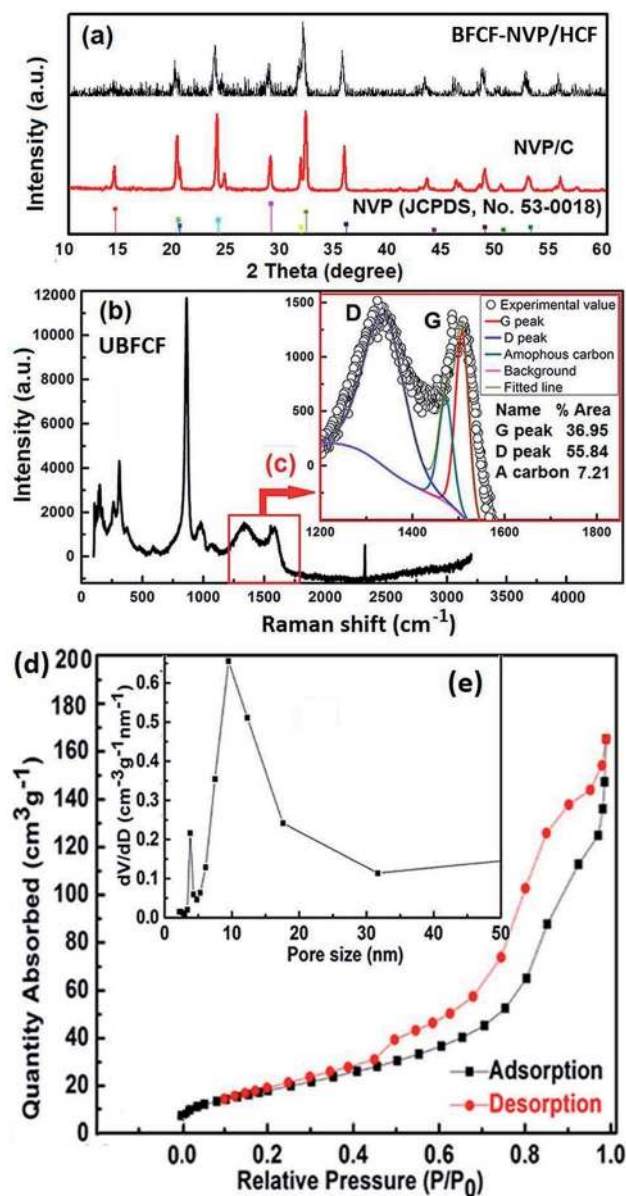 (a)
BFCF-NVP/HCF
NVP/C
NVP (JCPDS, No. 53-0018)
Intensity (a.u.)
10 15 20 25 30 35 40 45 50 55 60
2 Theta (degree)
(b)
UBFCF
Intensity (a.u.)
12000
10000
8000
6000
4000
2000
0
0 500 1000 1500 2000 2500 3000 3500 4000
Raman shift (cm⁻¹)
(c)
D
G
1500
1000
500
0
1200 1400 1600 1800
Experimental value
G peak
D peak
Amophous carbon
Background
Fitted line
Name % Area
G peak 36.95
D peak 55.84
A carbon 7.21
(d)
Quantity Absorbed (cm³g⁻¹)
200
180
160
140
120
100
80
60
40
20
0
0.0 0.2 0.4 0.6 0.8 1.0
Relative Pressure (P/P₀)
Adsorption
Desorption
(e)
dV/dD (cm⁻³g⁻¹nm⁻¹)
0.6
0.5
0.4
0.3
0.2
0.1
0.0
0 10 20 30 40 50
Pore size (nm)